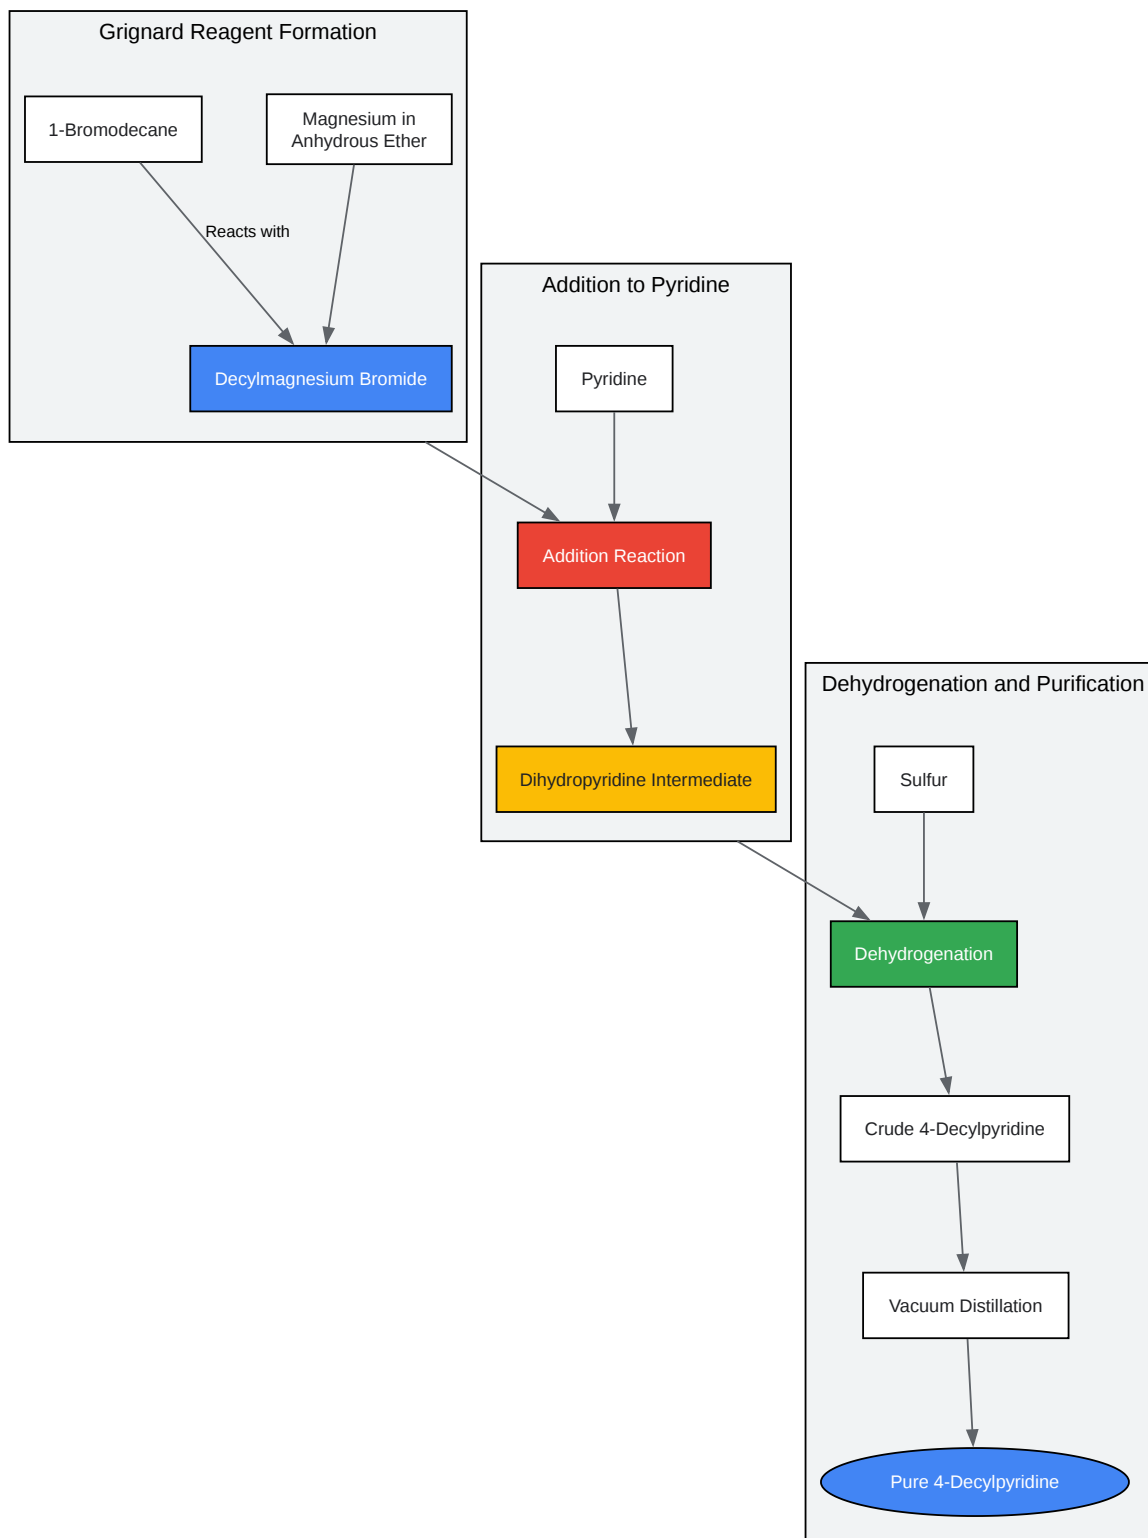 Grignard Reagent Formation
1-Bromodecane
Magnesium in
Anhydrous Ether
Reacts with
Decylmagnesium Bromide
Addition to Pyridine
Pyridine
Addition Reaction
Dihydropyridine Intermediate
Dehydrogenation and Purification
Sulfur
Dehydrogenation
Crude 4-Decylpyridine
Vacuum Distillation
Pure 4-Decylpyridine